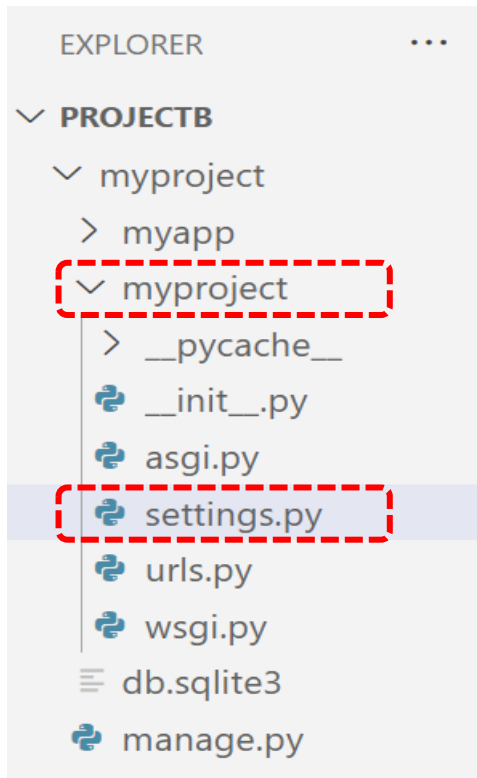 EXPLORER ...
PROJECTB
myproject
myapp
myproject
__pycache__
__init__.py
asgi.py
settings.py
urls.py
wsgi.py
db.sqlite3
manage.py